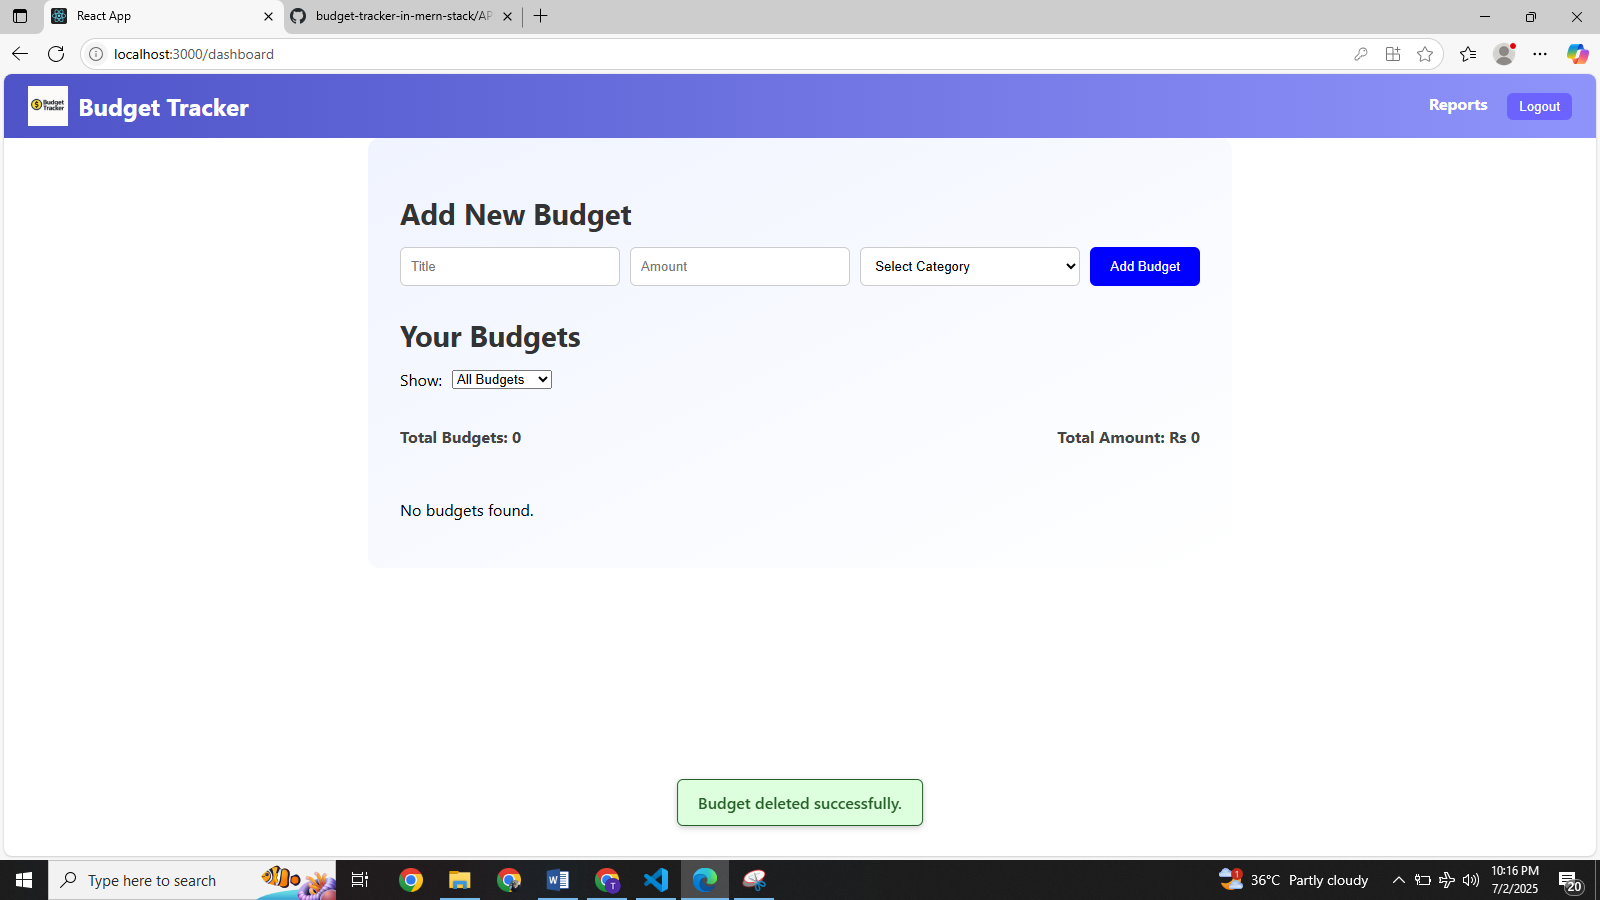 React App
budget-tracker-in-mern-stack/AP
localhost:3000/dashboard
Budget Tracker
Budget Tracker
Reports
Logout
Add New Budget
Title
Amount
Select Category
Add Budget
Your Budgets
Show:
All Budgets
Total Budgets: 0
Total Amount: Rs 0
No budgets found.
Budget deleted successfully.
Type here to search
T
1
36°C Partly cloudy
10:16 PM
7/2/2025
20